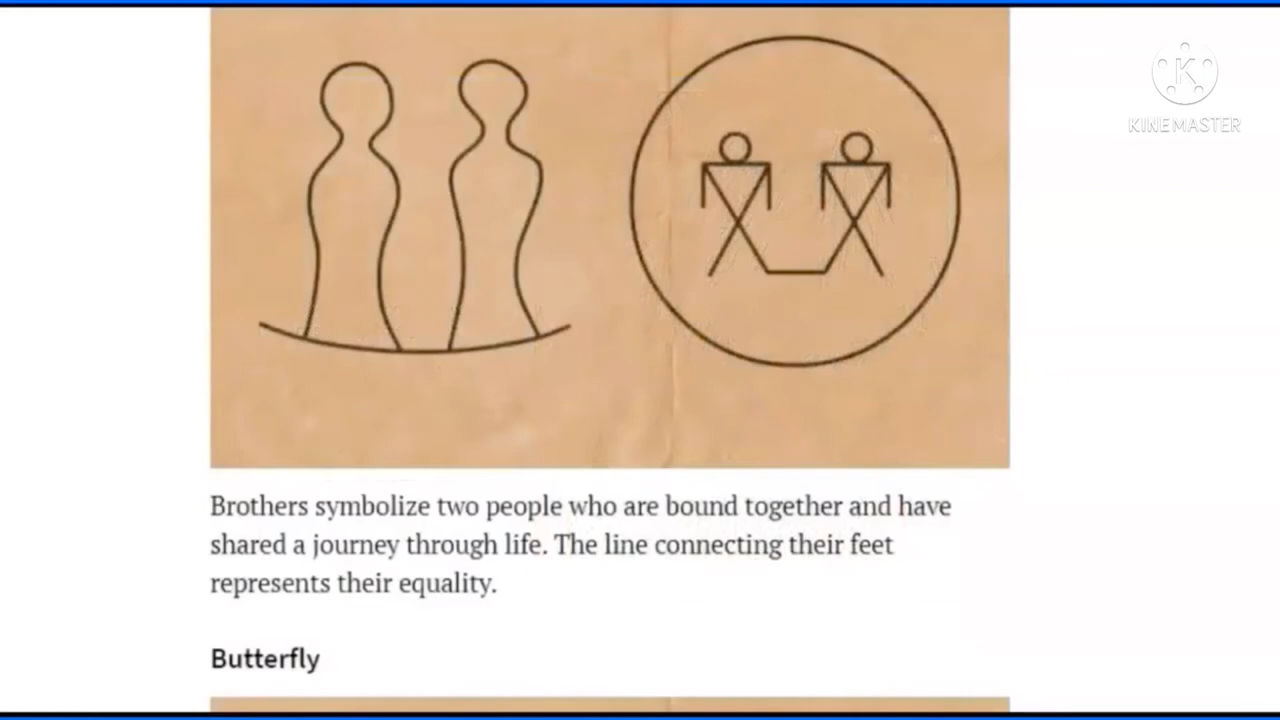 KINEMASTER
Brothers symbolize two people who are bound together and have
shared a journey through life. The line connecting their feet
represents their equality.
Butterfly